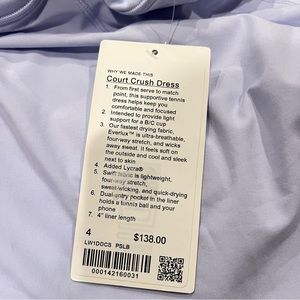 WHY WE MADE THIS
Court Crush Dress
1. From first serve to match
point, this supportive tennis
dress helps keep you
comfortable and focused
2. Intended to provide light
support for a B/C cup
3. Our fastest drying fabric,
Everlux™ is ultra-breathable,
four-way stretch, and wicks
away sweat. It feels soft on
the outside and cool and sleek
next to skin
4. Added Lycra®
5. Swift fabric is lightweight,
four-way stretch,
sweat-wicking, and quick-drying
6. Dual-entry pocket in the liner
holds a tennis ball and your
phone
7. 4" liner length
4 $138.00
LW1DOCS PSLB
000142160031